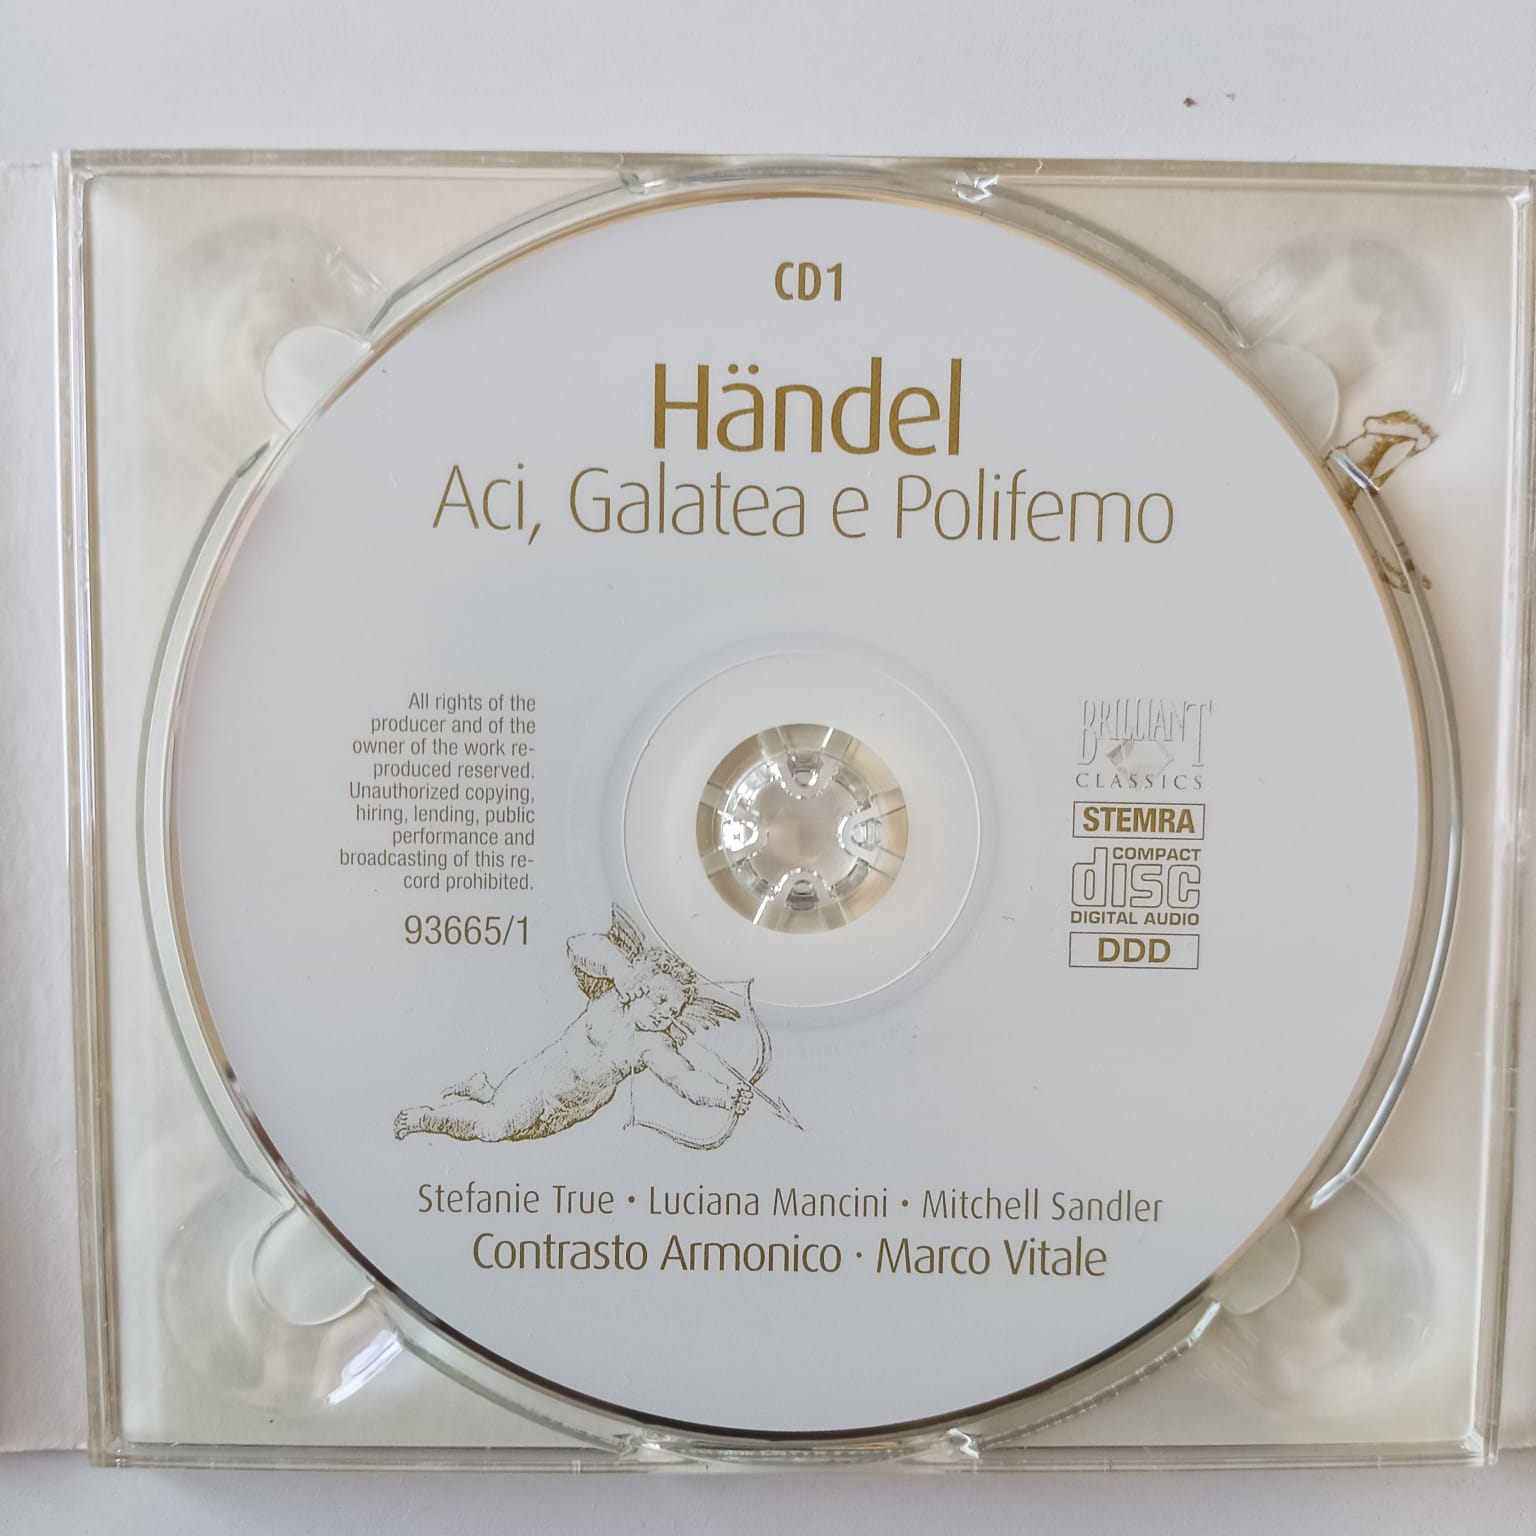 CD1
Händel
Aci, Galatea e Polifemo
All rights of the
producer and of the
owner of the work re-
produced reserved.
Unauthorized copying,
hiring, lending, public
performance and
broadcasting of this re-
cord prohibited.
93665/1
BRILLIANT
CLASSICS
STEMRA
COMPACT
disc
DIGITAL AUDIO
DDD
Stefanie True • Luciana Mancini • Mitchell Sandler
Contrasto Armonico · Marco Vitale